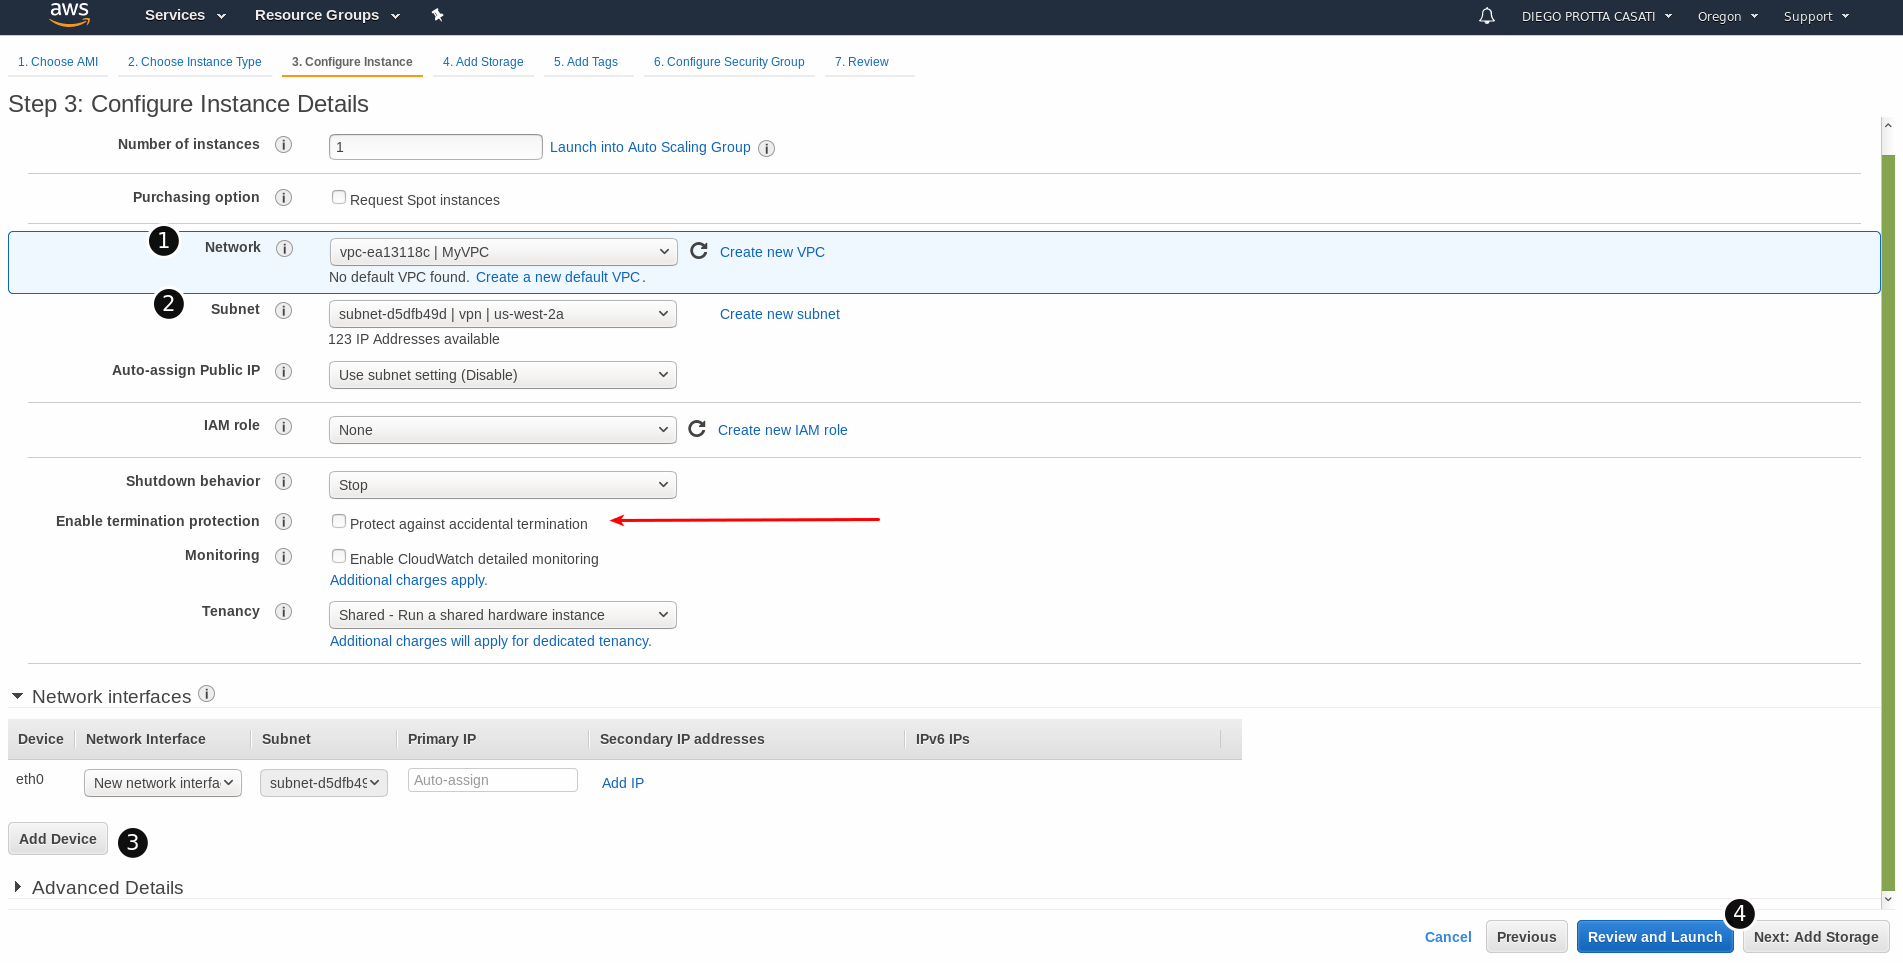 aws Services Resource Groups DIEGO PROTTA CASATI Oregon Support
1. Choose AMI 2. Choose Instance Type 3. Configure Instance 4. Add Storage 5. Add Tags 6. Configure Security Group 7. Review
Step 3: Configure Instance Details
Number of instances i 1 Launch into Auto Scaling Group i
Purchasing option i Request Spot instances
1 Network i vpc-ea13118c | MyVPC Create new VPC
No default VPC found. Create a new default VPC.
2 Subnet i subnet-d5dfb49d | vpn | us-west-2a Create new subnet
123 IP Addresses available
Auto-assign Public IP i Use subnet setting (Disable)
IAM role i None Create new IAM role
Shutdown behavior i Stop
Enable termination protection i Protect against accidental termination
Monitoring i Enable CloudWatch detailed monitoring
Additional charges apply.
Tenancy i Shared - Run a shared hardware instance
Additional charges will apply for dedicated tenancy.
Network interfaces i
Device Network Interface Subnet Primary IP Secondary IP addresses IPv6 IPs
eth0 New network interfa subnet-d5dfb49 Auto-assign Add IP
Add Device 3
Advanced Details
4
Cancel Previous Review and Launch Next: Add Storage